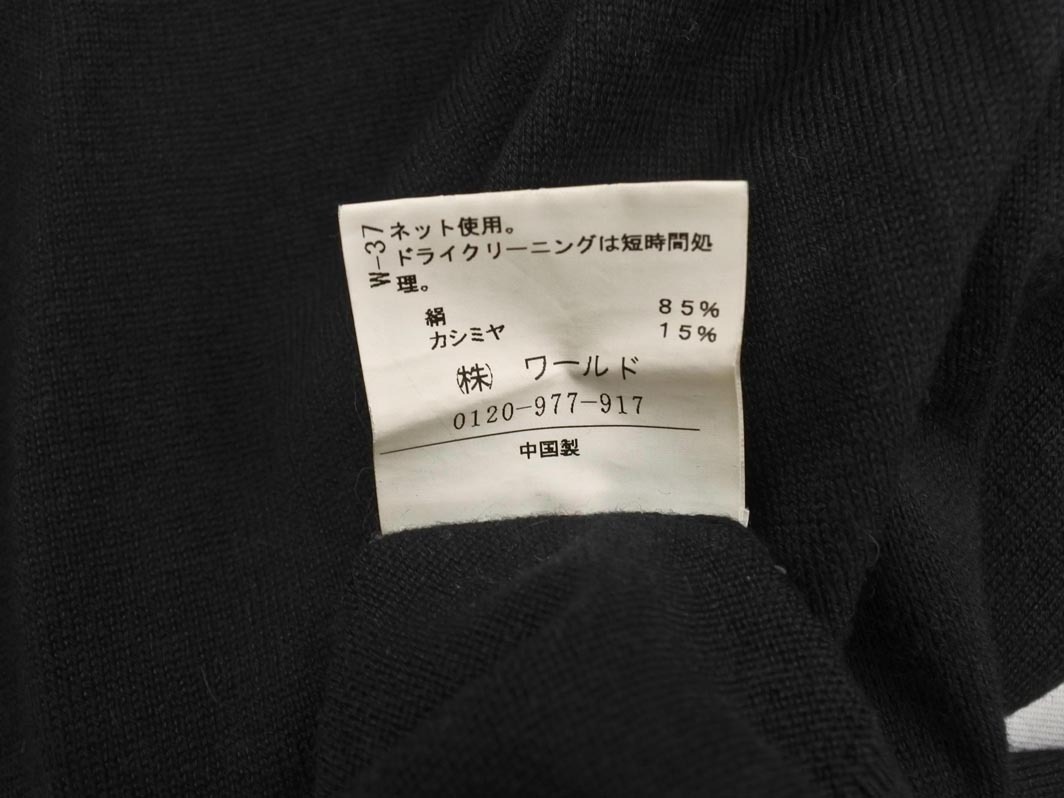 W-37
ネット使用。
ドライクリーニングは短時間処
理。
絹 85%
カシミヤ 15%
㈱ ワールド
0120-977-917
中国製